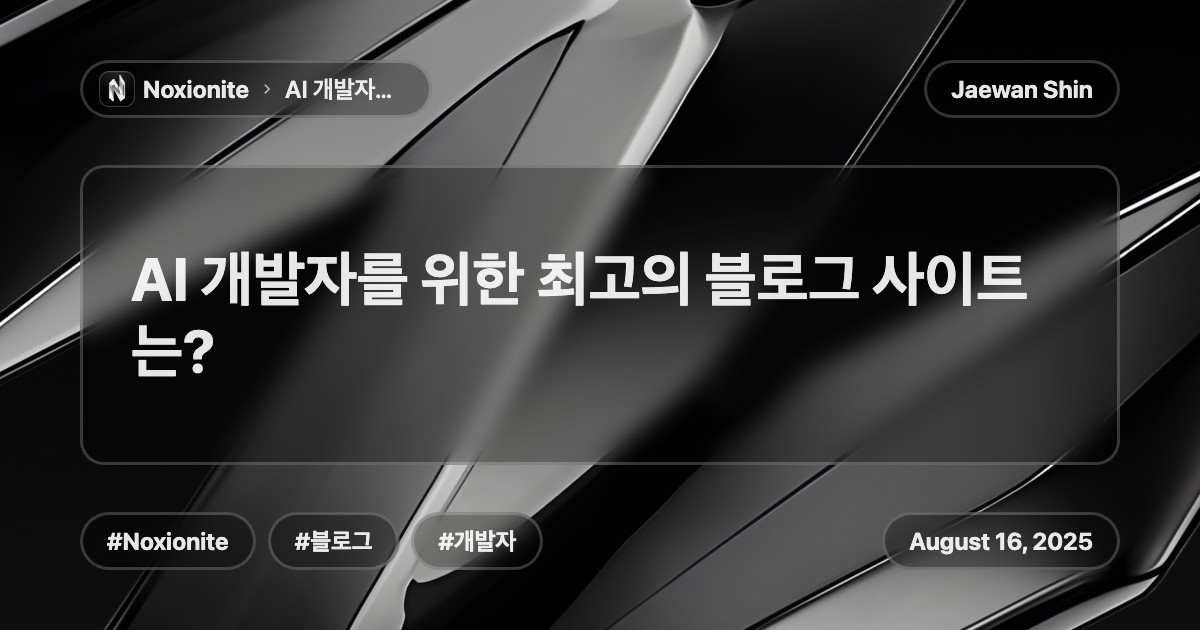 Noxionite › AI 개발자...
Jaewan Shin
AI 개발자를 위한 최고의 블로그 사이트
는?
#Noxionite
#블로그
#개발자
August 16, 2025